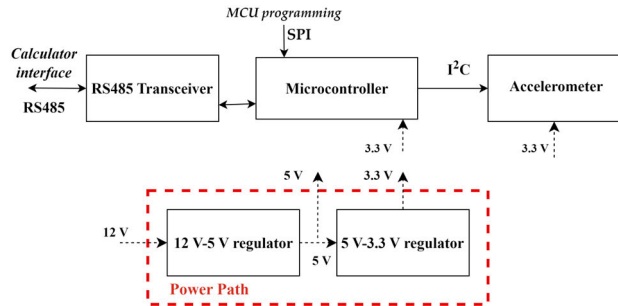 MCU programming
SPI
Calculator
interface
RS485
RS485 Transceiver
Microcontroller
I²C
Accelerometer
3.3 V
3.3 V
5 V
3.3 V
12 V
12 V-5 V regulator
5 V
5 V-3.3 V regulator
Power Path